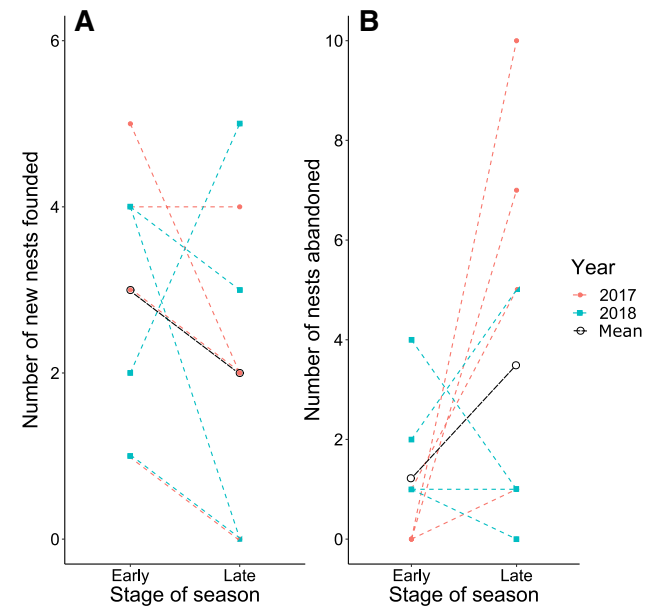 A
B
Number of new nests founded
6
4
2
0
Early
Late
Stage of season
Number of nests abandoned
10
8
6
4
2
0
Early
Late
Stage of season
Year
2017
2018
Mean